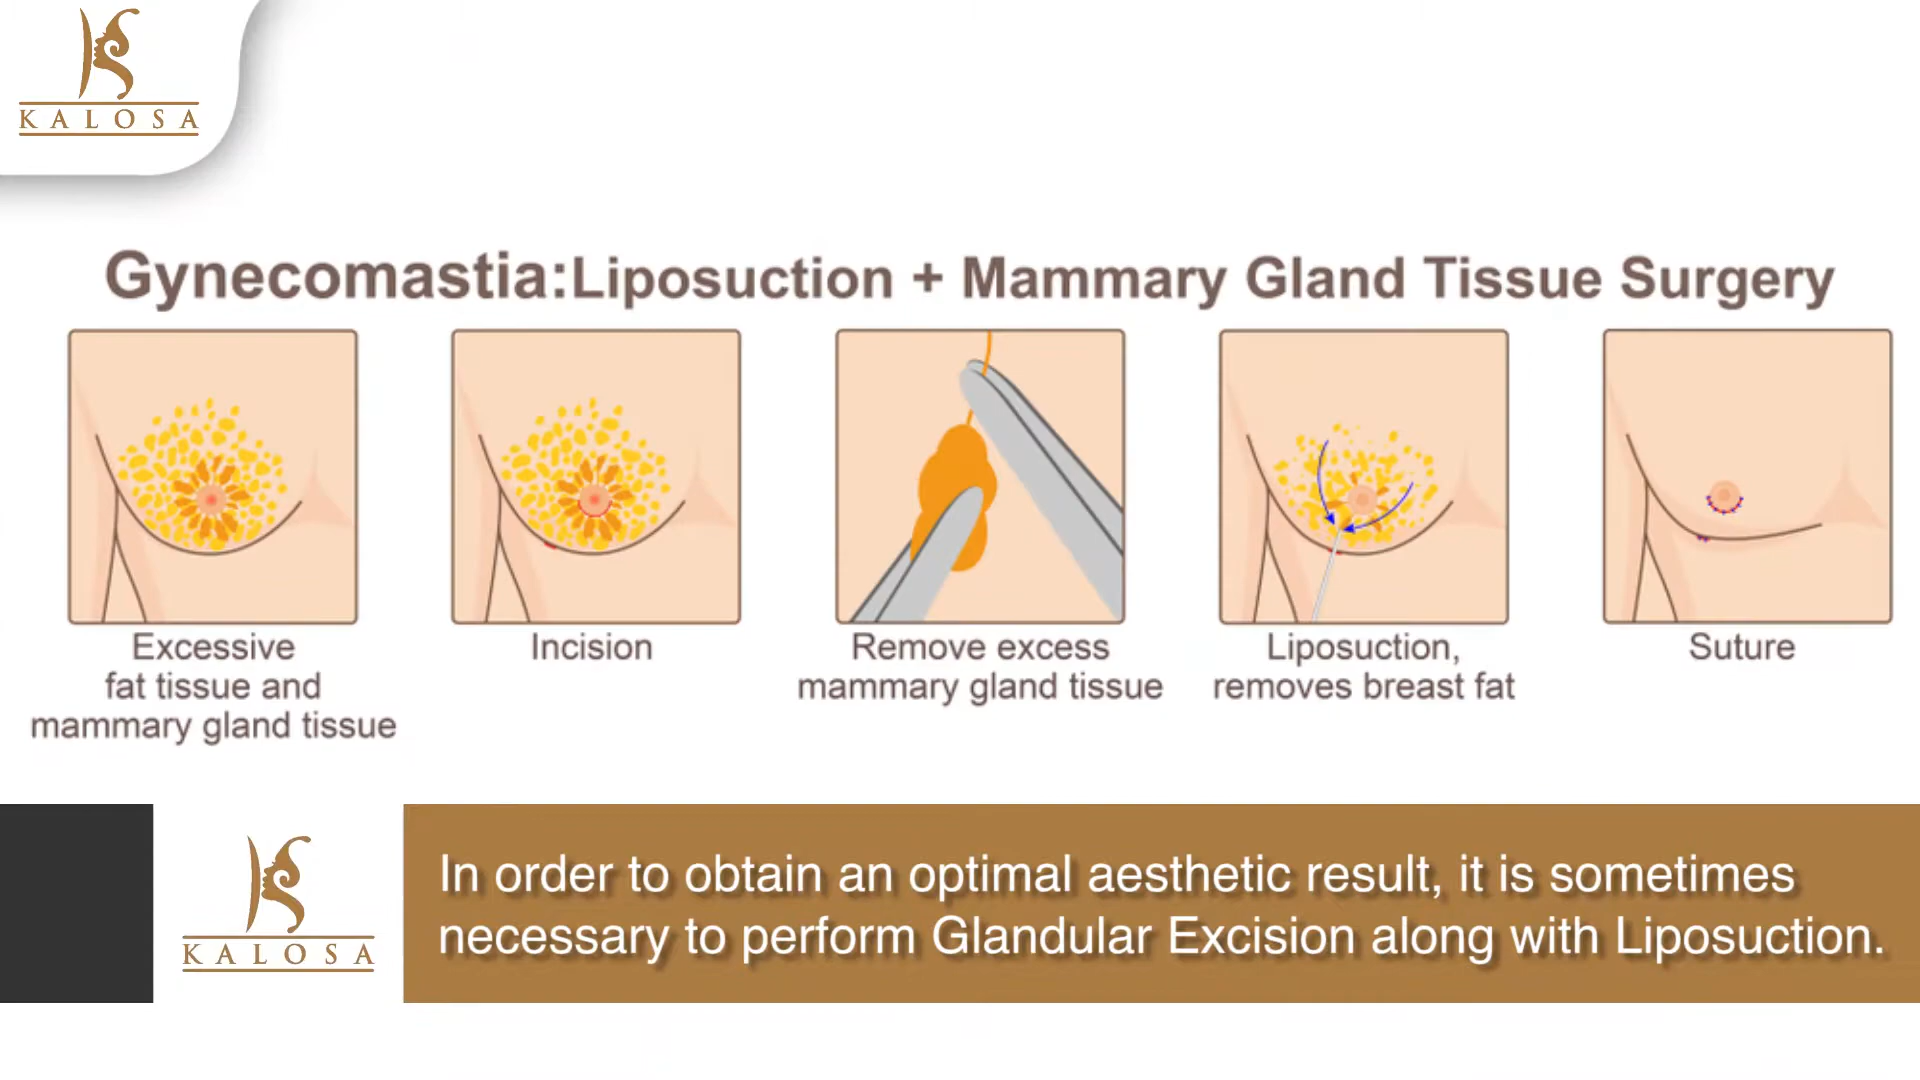 KALOSA
Gynecomastia:Liposuction + Mammary Gland Tissue Surgery
Excessive
fat tissue and
mammary gland tissue
Incision
Remove excess
mammary gland tissue
Liposuction,
removes breast fat
Suture
KALOSA
In order to obtain an optimal aesthetic result, it is sometimes
necessary to perform Glandular Excision along with Liposuction.